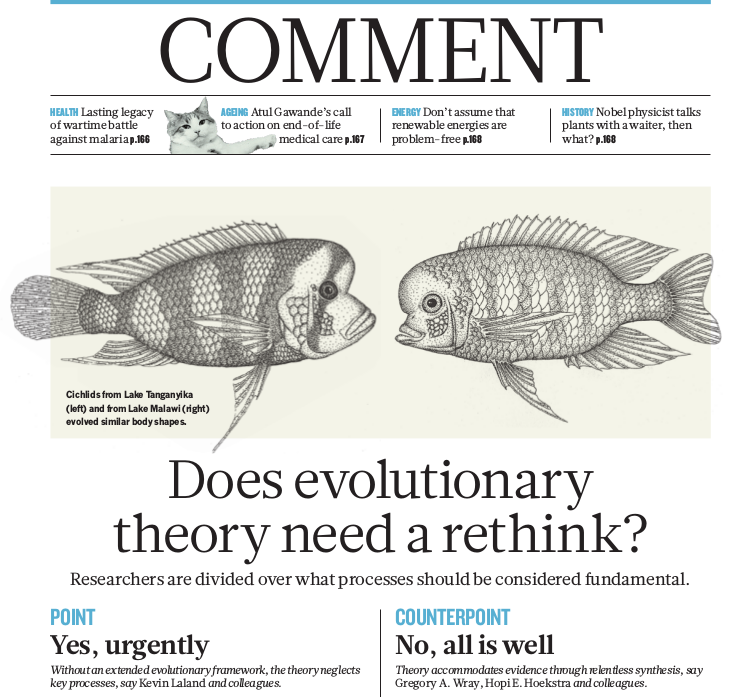 COMMENT
HEALTH Lasting legacy
of wartime battle
against malaria p.166
AGEING Atul Gawande’s call
to action on end-of-life
medical care p.167
ENERGY Don’t assume that
renewable energies are
problem-free p.168
HISTORY Nobel physicist talks
plants with a waiter, then
what? p.168
Cichlids from Lake Tanganyika
(left) and from Lake Malawi (right)
evolved similar body shapes.
Does evolutionary
theory need a rethink?
Researchers are divided over what processes should be considered fundamental.
POINT
Yes, urgently
Without an extended evolutionary framework, the theory neglects
key processes, say Kevin Laland and colleagues.
COUNTERPOINT
No, all is well
Theory accommodates evidence through relentless synthesis, say
Gregory A. Wray, Hopi E. Hoekstra and colleagues.